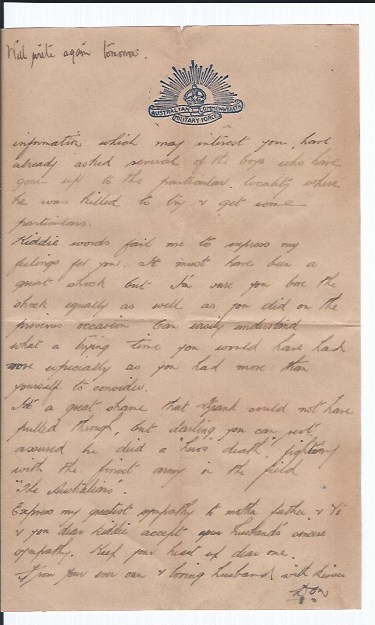 Will write again tomorrow.
AUSTRALIAN COMMONWEALTH
MILITARY FORCES
information which may interest you, have
already asked several of the boys who have
gone up to the particular locality where
he was killed to try & get some
particulars.
Kiddie words fail me to express my
feelings for you. It must have been a
great shock but I'm sure you bore the
shock equally as well as you did on the
previous occasion Can easily understand
what a trying time you would have had
more especially as you had more than
yourself to consider.
It's a great shame that Frank could not have
pulled through, but darling you can rest
assured he died a "heros death" fighting
with the finest army in the field
"The Australians".
Express my greatest sympathy to mother father &
& you dear kiddie accept your husband's sincere
sympathy. Keep your heart up dear one.
From your ever own & loving husband with kisses